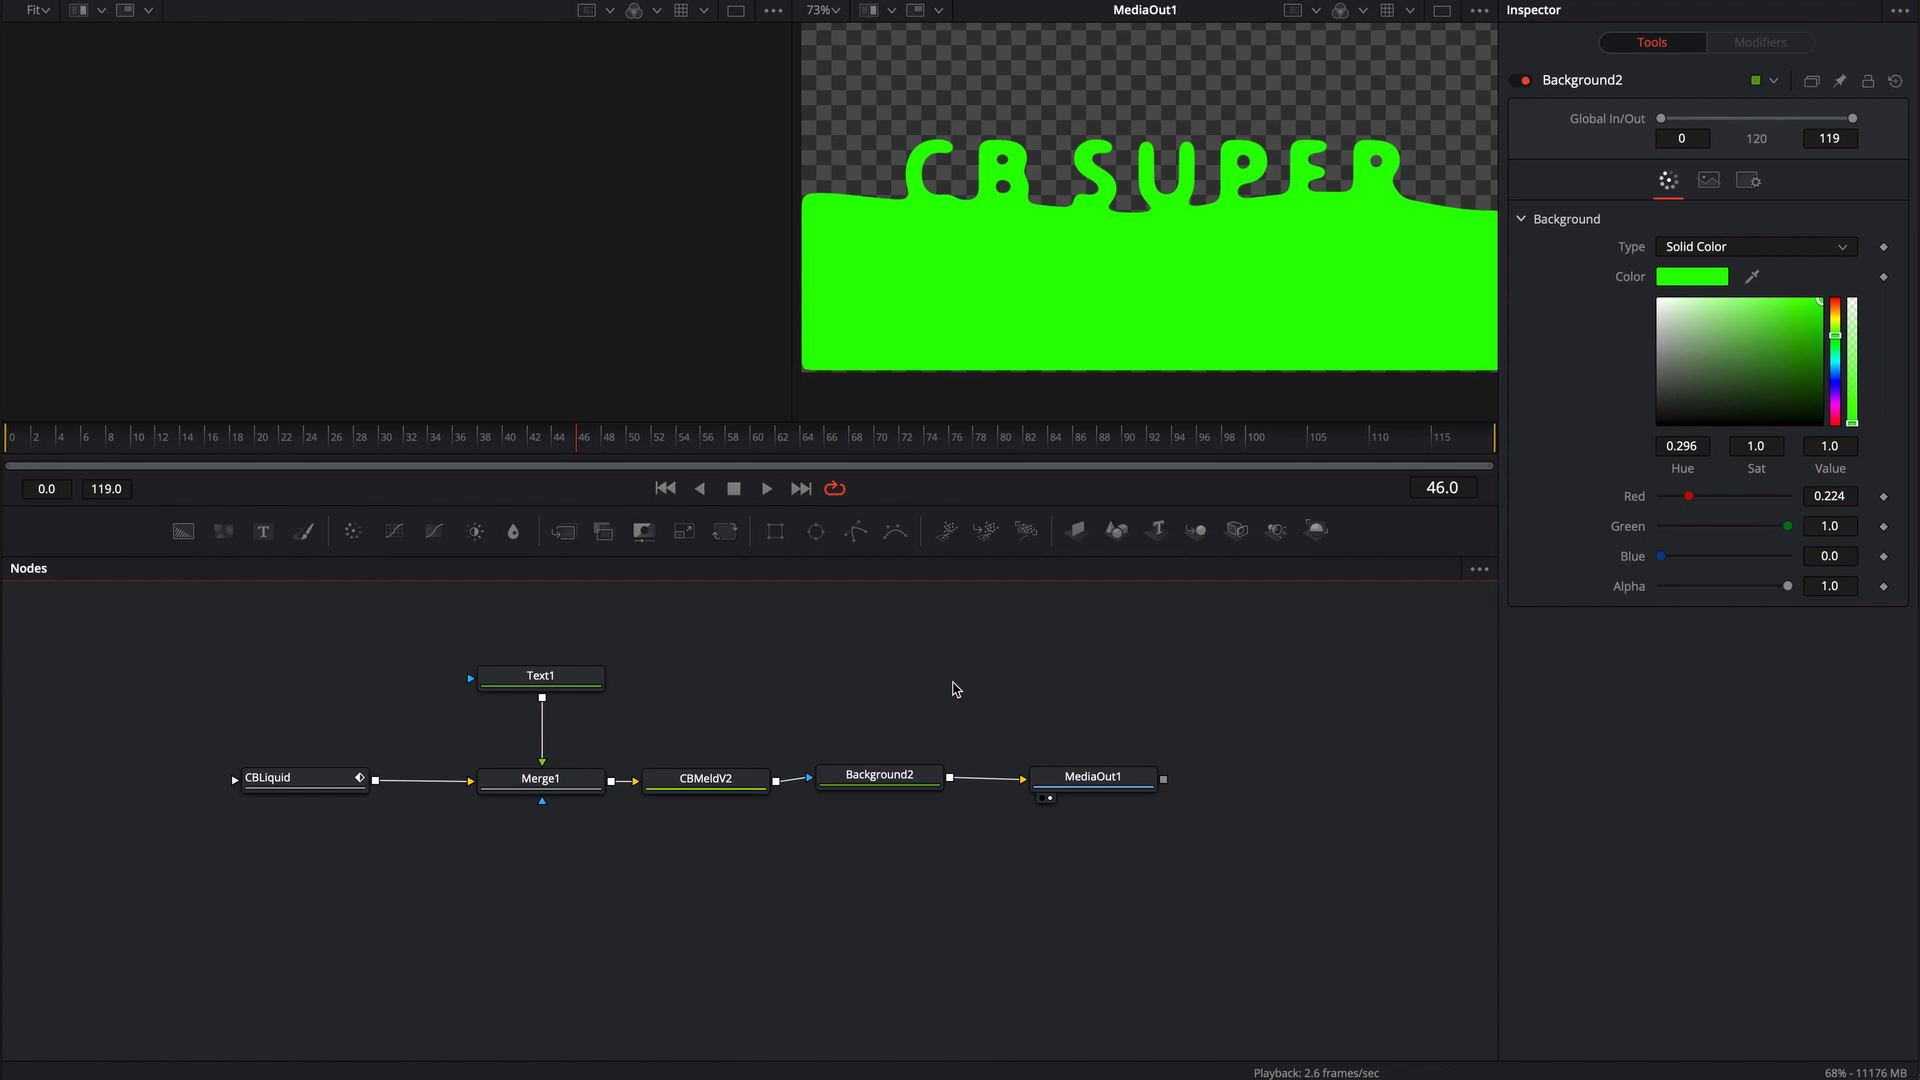 Fit
73%
MediaOut1
Inspector
Tools
Modifiers
Background2
Global In/Out
0
120
119
Background
Type
Solid Color
Color
0.296
1.0
1.0
Hue
Sat
Value
Red
0.224
Green
1.0
Blue
0.0
Alpha
1.0
CB SUPER
0 2 4 6 8 10 12 14 16 18 20 22 24 26 28 30 32 34 36 38 40 42 44 46 48 50 52 54 56 58 60 62 64 66 68 70 72 74 76 78 80 82 84 86 88 90 92 94 96 98 100 105 110 115
0.0
119.0
46.0
T
T
Nodes
Text1
CBLiquid
Merge1
CBMeldV2
Background2
MediaOut1
Playback: 2.6 frames/sec
68% - 11176 MB